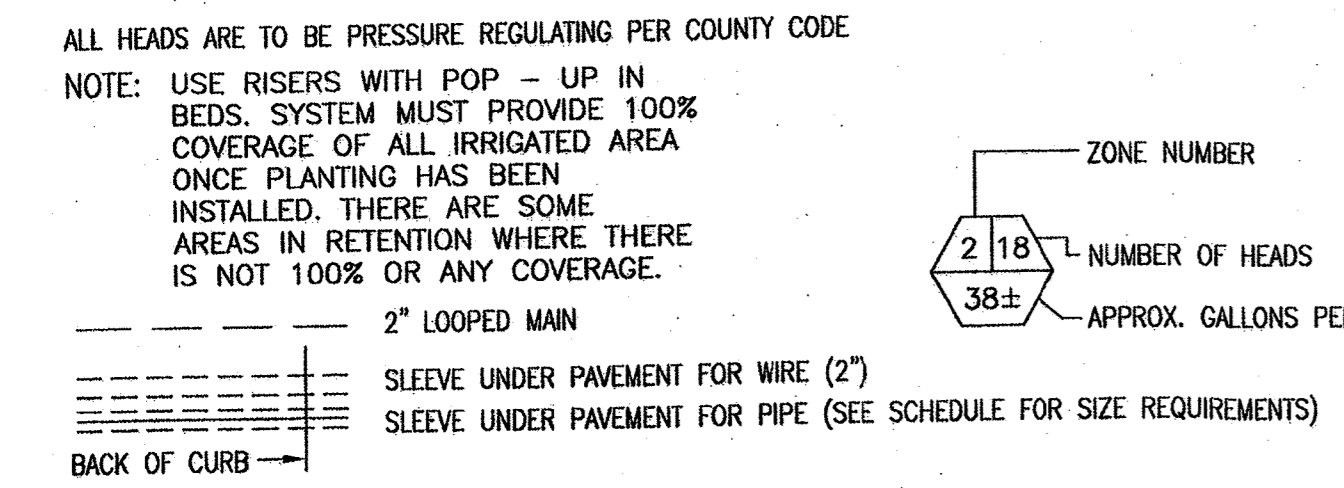 ALL HEADS ARE TO BE PRESSURE REGULATING PER COUNTY CODE
NOTE: USE RISERS WITH POP – UP IN
BEDS. SYSTEM MUST PROVIDE 100%
COVERAGE OF ALL IRRIGATED AREA
ONCE PLANTING HAS BEEN
INSTALLED. THERE ARE SOME
AREAS IN RETENTION WHERE THERE
IS NOT 100% OR ANY COVERAGE.
ZONE NUMBER
2 18
NUMBER OF HEADS
38±
APPROX. GALLONS
2" LOOPED MAIN
SLEEVE UNDER PAVEMENT FOR WIRE (2")
SLEEVE UNDER PAVEMENT FOR PIPE (SEE SCHEDULE FOR SIZE REQUIREMENTS)
BACK OF CURB